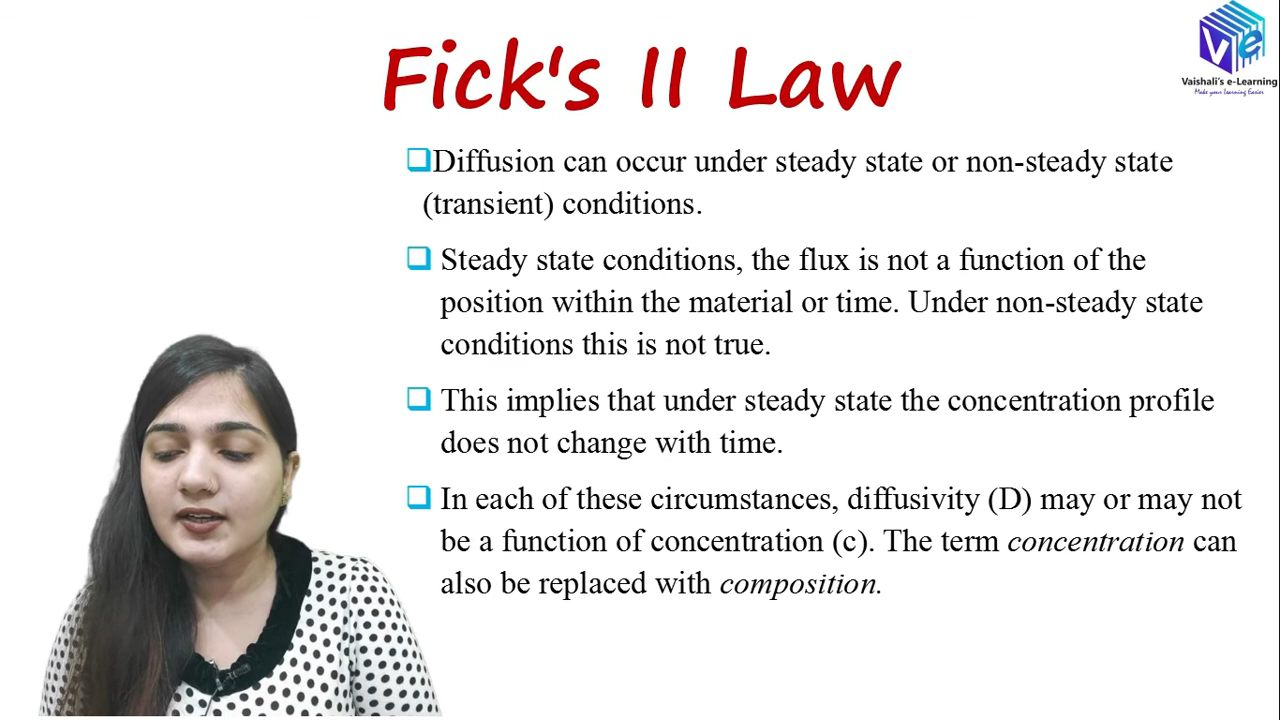 Fick's II Law
Vaishali's e-Learning
Make your Learning Easier
Diffusion can occur under steady state or non-steady state
(transient) conditions.
Steady state conditions, the flux is not a function of the
position within the material or time. Under non-steady state
conditions this is not true.
This implies that under steady state the concentration profile
does not change with time.
In each of these circumstances, diffusivity (D) may or may not
be a function of concentration (c). The term concentration can
also be replaced with composition.